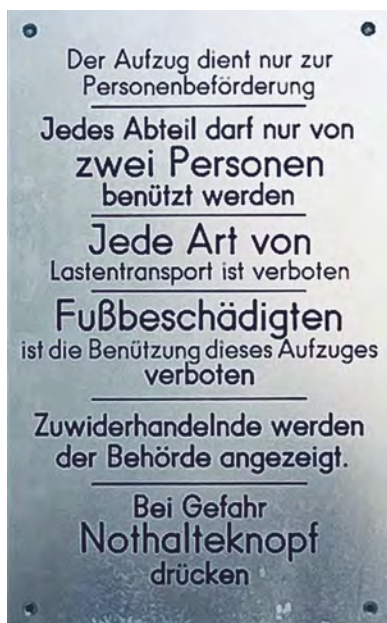 Der Aufzug dient nur zur
Personenbeförderung
Jedes Abteil darf nur von
zwei Personen
benützt werden
Jede Art von
Lastentransport ist verboten
Fußbeschädigten
ist die Benützung dieses Aufzuges
verboten
Zuwiderhandelnde werden
der Behörde angezeigt.
Bei Gefahr
Nothalteknopf
drücken